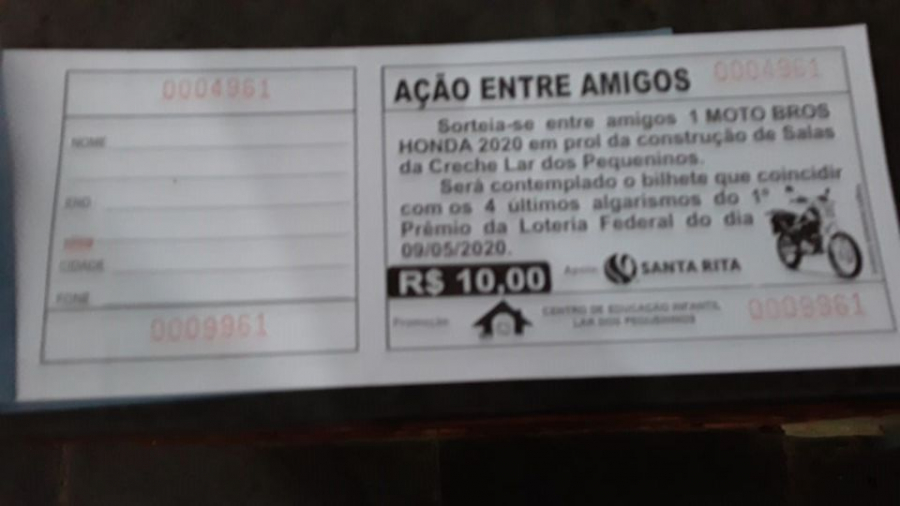 0004961
NOME
END
CIDADE
FONE
0009961
AÇÃO ENTRE AMIGOS 0004961
Sorteia-se entre amigos 1 MOTO BROS
HONDA 2020 em prol da construção de Salas
da Creche Lar dos Pequeninos.
Será contemplado o bilhete que coincidir
com os 4 últimos algarismos do 1º
Prêmio da Loteria Federal do dia
09/05/2020.
R$ 10,00 Apoio: SANTA RITA
Promoção CENTRO DE EDUCAÇÃO INFANTIL
LAR DOS PEQUENINOS
0009961